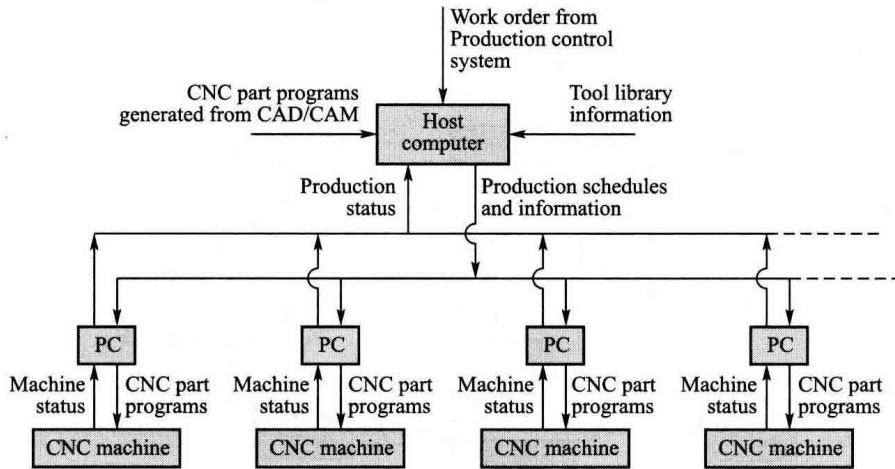 Work order from
Production control
system
CNC part programs
generated from CAD/CAM
Tool library
information
Host
computer
Production
status
Production schedules
and information
PC
PC
PC
PC
Machine
status
CNC part
programs
Machine
status
CNC part
programs
Machine
status
CNC part
programs
Machine
status
CNC part
programs
CNC machine
CNC machine
CNC machine
CNC machine